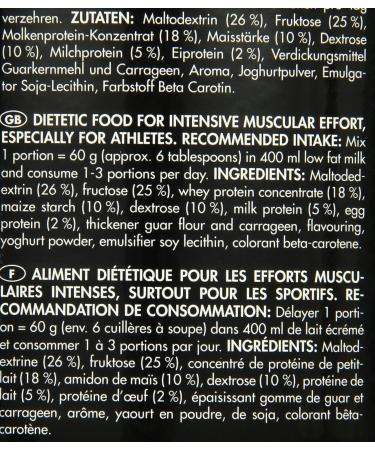 verzehren. ZUTATEN: Maltodextrin (26 %), Fruktose (25 %),
Molkenprotein-Konzentrat (18 %), Maisstärke (10 %), Dextrose
(10 %), Milchprotein (5 %), Eiprotein (2 %), Verdickungsmittel
Guarkernmehl und Carrageen, Aroma, Joghurtpulver, Emulga-
tor Soja-Lecithin, Farbstoff Beta Carotin.
GB DIETETIC FOOD FOR INTENSIVE MUSCULAR EFFORT,
ESPECIALLY FOR ATHLETES. RECOMMENDED INTAKE: Mix
1 portion = 60 g (approx. 6 tablespoons) in 400 ml low fat milk
and consume 1-3 portions per day. INGREDIENTS: Maltodex-
extrin (26 %), fructose (25 %), whey protein concentrate (18 %),
maize starch (10 %), dextrose (10 %), milk protein (5 %), egg
protein (2 %), thickener guar flour and carrageen, flavouring,
yoghurt powder, emulsifier soy lecithin, colorant beta-carotene.
F ALIMENT DIÉTÉTIQUE POUR LES EFFORTS MUSCU-
LAIRES INTENSES, SURTOUT POUR LES SPORTIFS. RE-
COMMANDATION DE CONSOMMATION: Délayer 1 porti-
on = 60 g (env. 6 cuillères à soupe) dans 400 ml de lait écrémé
et consommer 1 à 3 portions par jour. INGRÉDIENTS: Maltod-
extrine (26 %), fruktose (25 %), concentré de protéine de petit-
lait (18 %), amidon de maïs (10 %), dextrose (10 %), protéine de
lait (5 %), protéine d'œuf (2 %), épaississant gomme de guar et
carrageen, arôme, yaourt en poudre, de soja, colorant bêta-
carotène.